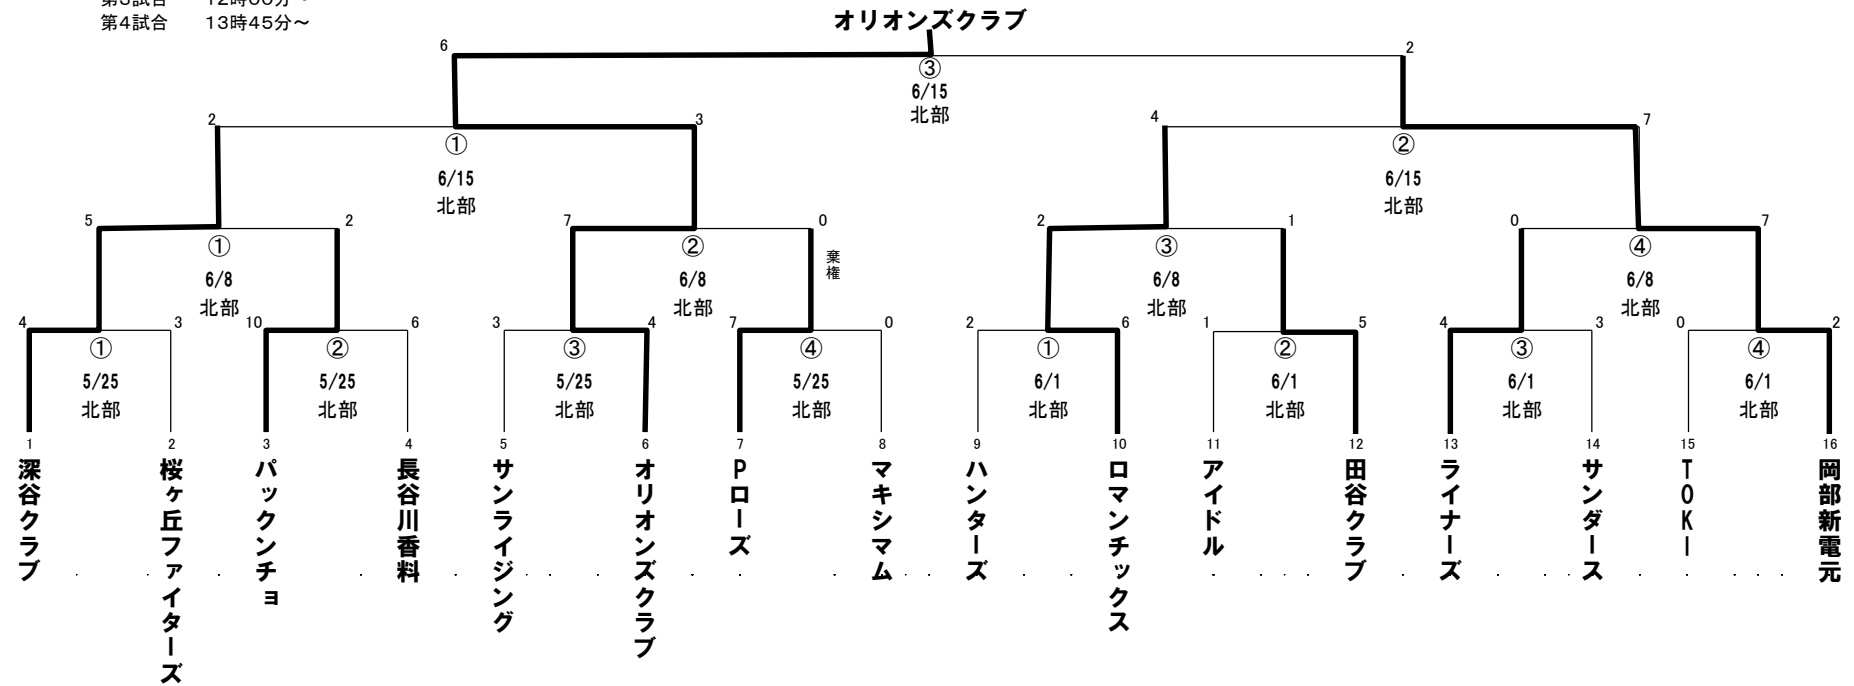 第4試合 13時45分～
オリオンズクラブ
6 2
③
6/15
北部
2 3 4 7
① ②
6/15 6/15
北部 北部
5 2 7 0 2 1 0 7
① ② 棄権 ③ ④
6/8 6/8 6/8 6/8
北部 北部 北部 北部
4 3 10 6 3 4 7 0 2 6 1 5 4 3 0 2
① ② ③ ④ ① ② ③ ④
5/25 5/25 5/25 5/25 6/1 6/1 6/1 6/1
北部 北部 北部 北部 北部 北部 北部 北部
1 2 3 4 5 6 7 8 9 10 11 12 13 14 15 16
深谷クラブ
桜ヶ丘ファイターズ
パックンチョ
長谷川香料
サンライジング
オリオンズクラブ
Pローズ
マキシマム
ハンターズ
ロマンチックス
アイドル
田谷クラブ
ライナーズ
サンダース
TOKI
岡部新電元